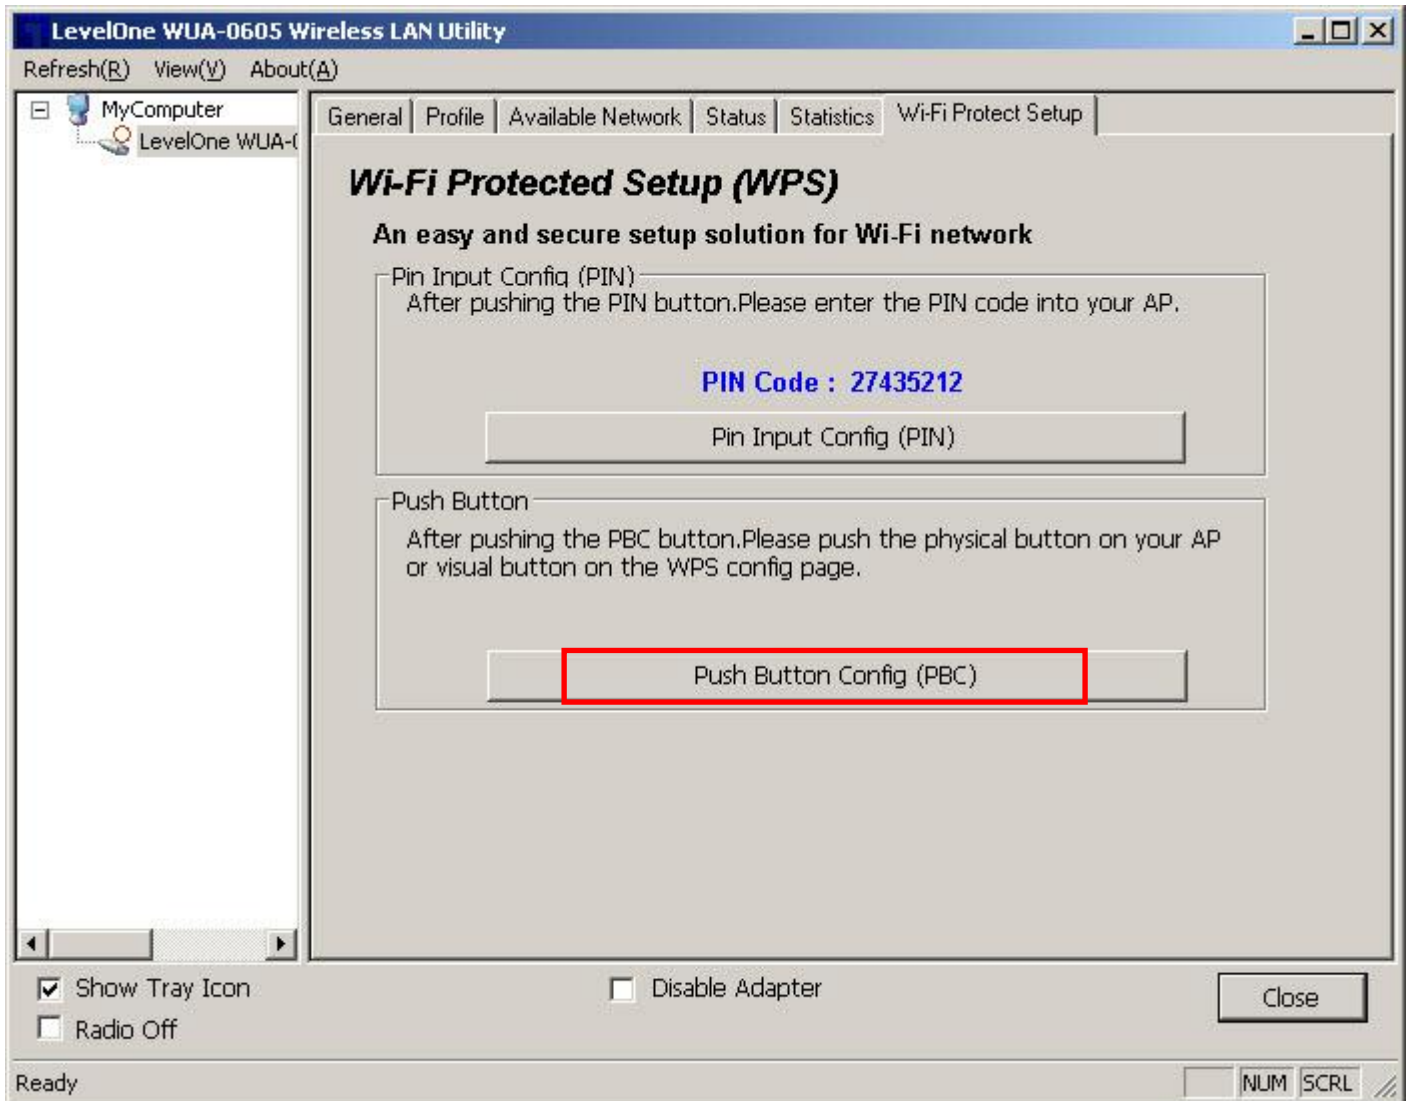 LevelOne WUA-0605 Wireless LAN Utility
Refresh(R) View(V) About(A)
MyComputer
LevelOne WUA-
General Profile Available Network Status Statistics Wi-Fi Protect Setup
Wi-Fi Protected Setup (WPS)
An easy and secure setup solution for Wi-Fi network
Pin Input Config (PIN)
After pushing the PIN button.Please enter the PIN code into your AP.
PIN Code : 27435212
Pin Input Config (PIN)
Push Button
After pushing the PBC button.Please push the physical button on your AP
or visual button on the WPS config page.
Push Button Config (PBC)
Show Tray Icon
Disable Adapter
Close
Radio Off
Ready
NUM SCRL